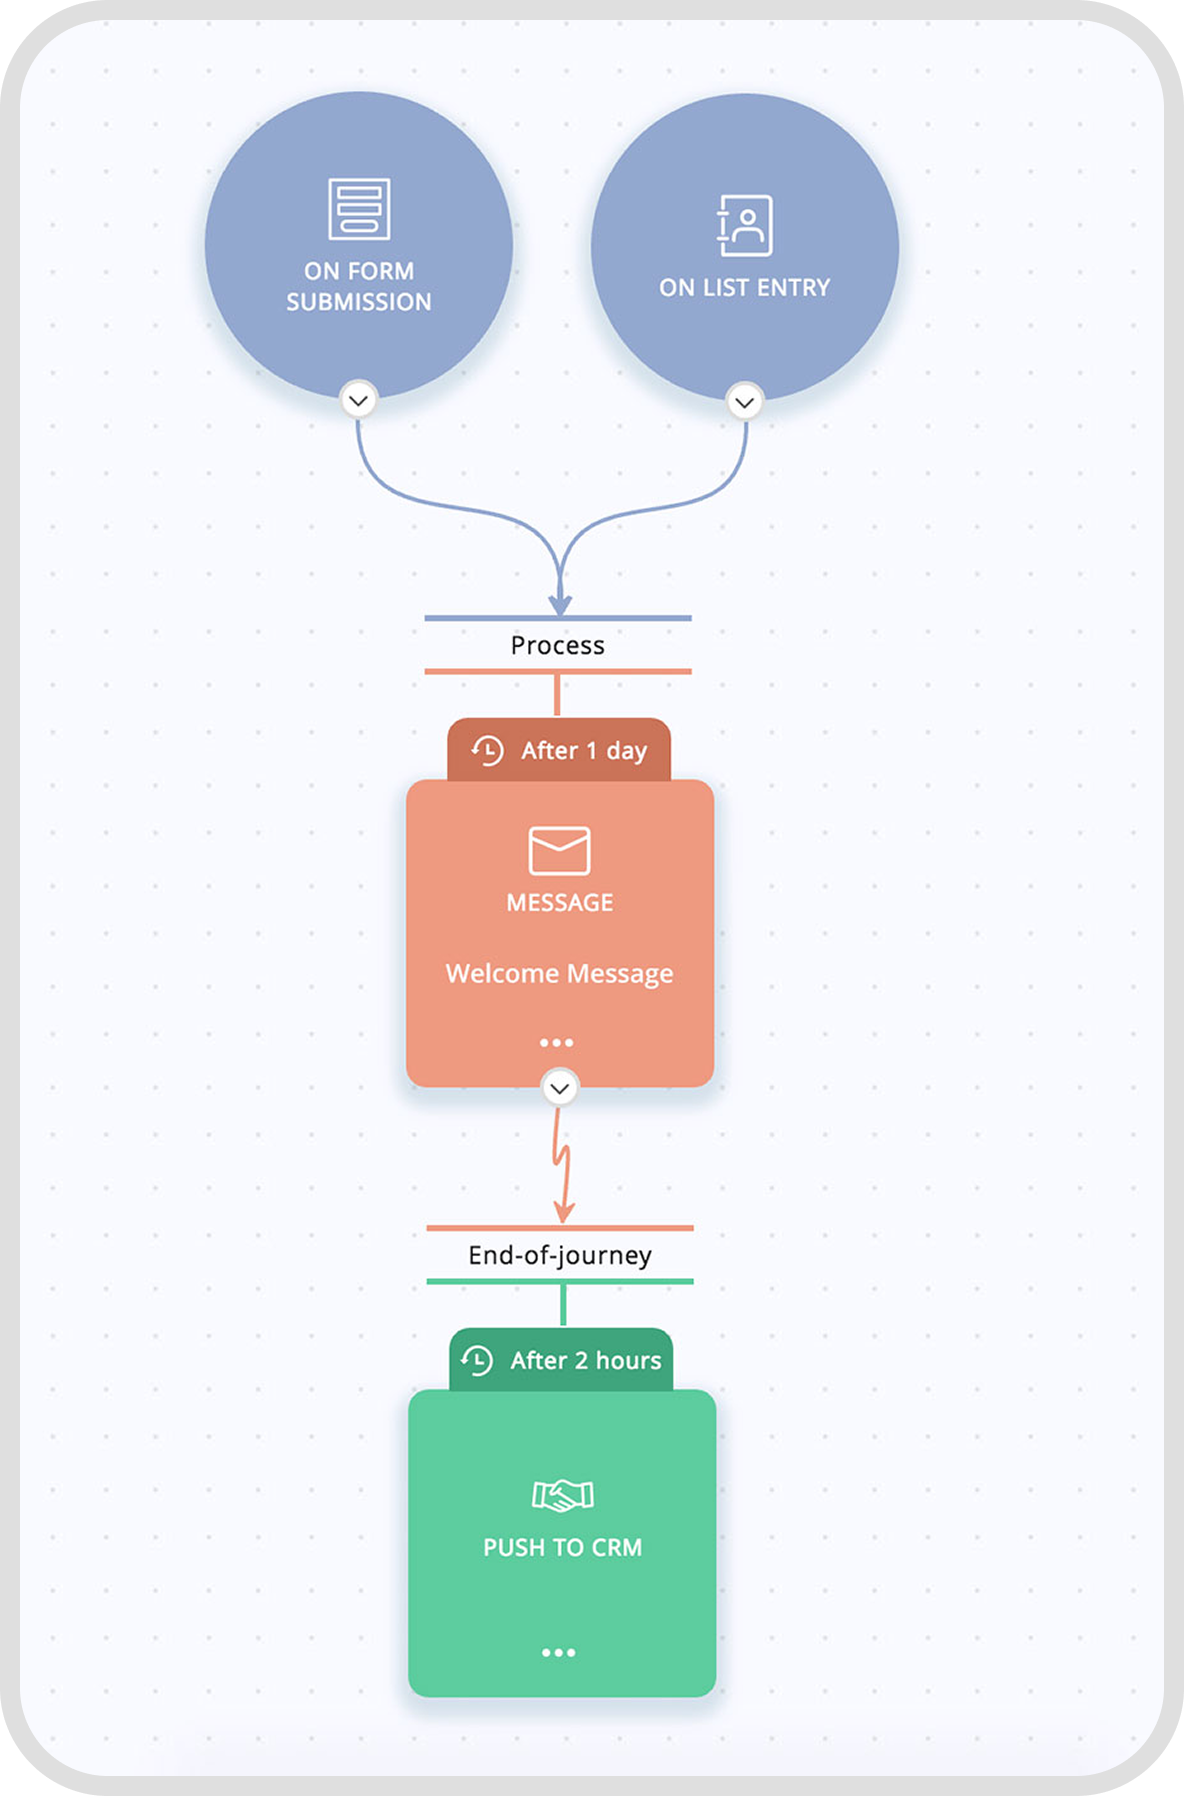 ON FORM
SUBMISSION
ON LIST ENTRY
Process
After 1 day
MESSAGE
Welcome Message
End-of-journey
After 2 hours
PUSH TO CRM